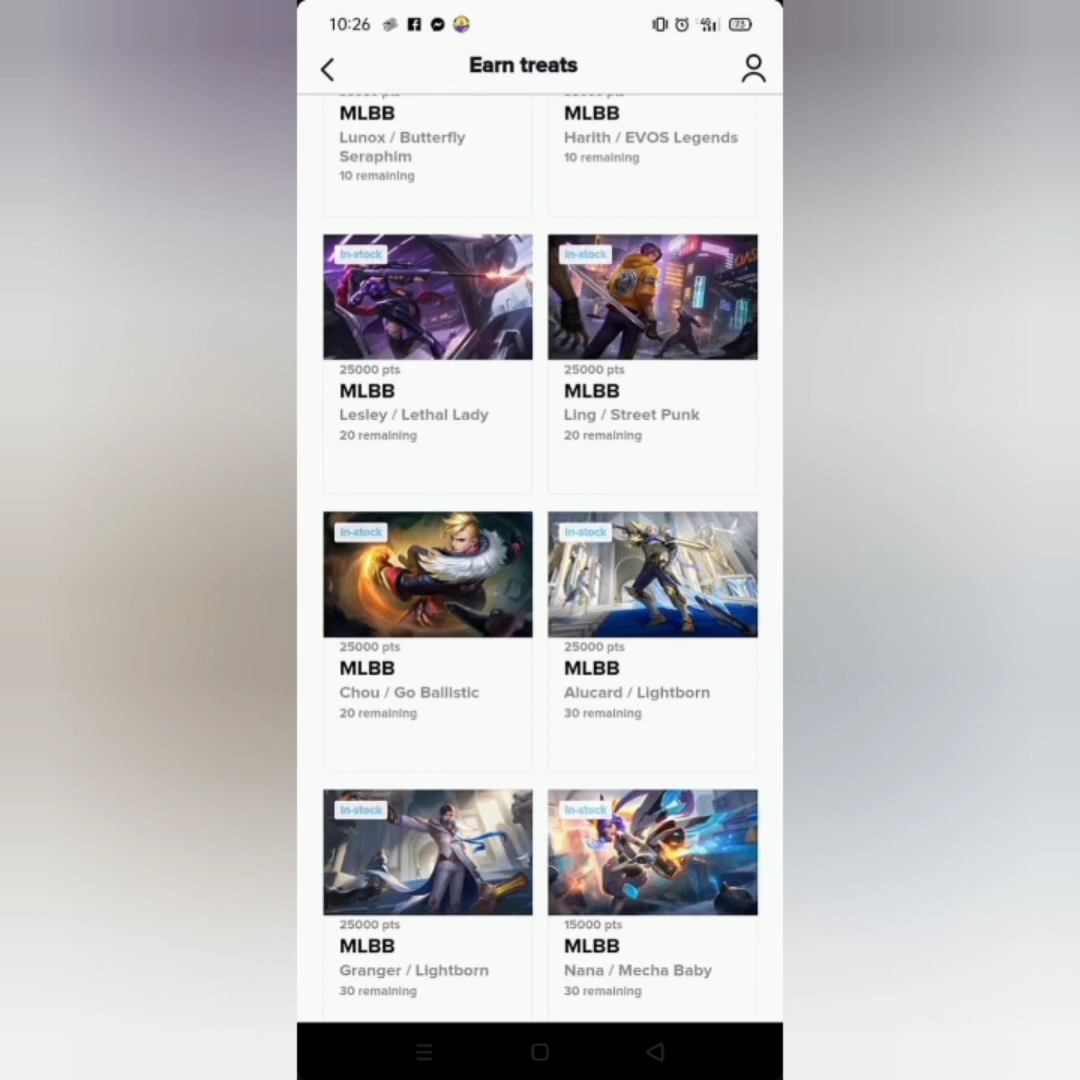 10:26
4G
73
Earn treats
MLBB
MLBB
Lunox / Butterfly
Seraphim
Harith / EVOS Legends
10 remaining
10 remaining
In-stock
In-stock
25000 pts
25000 pts
MLBB
MLBB
Lesley / Lethal Lady
Ling / Street Punk
20 remaining
20 remaining
In-stock
In-stock
25000 pts
25000 pts
MLBB
MLBB
Chou / Go Ballistic
Alucard / Lightborn
20 remaining
30 remaining
In-stock
In-stock
25000 pts
15000 pts
MLBB
MLBB
Granger / Lightborn
Nana / Mecha Baby
30 remaining
30 remaining